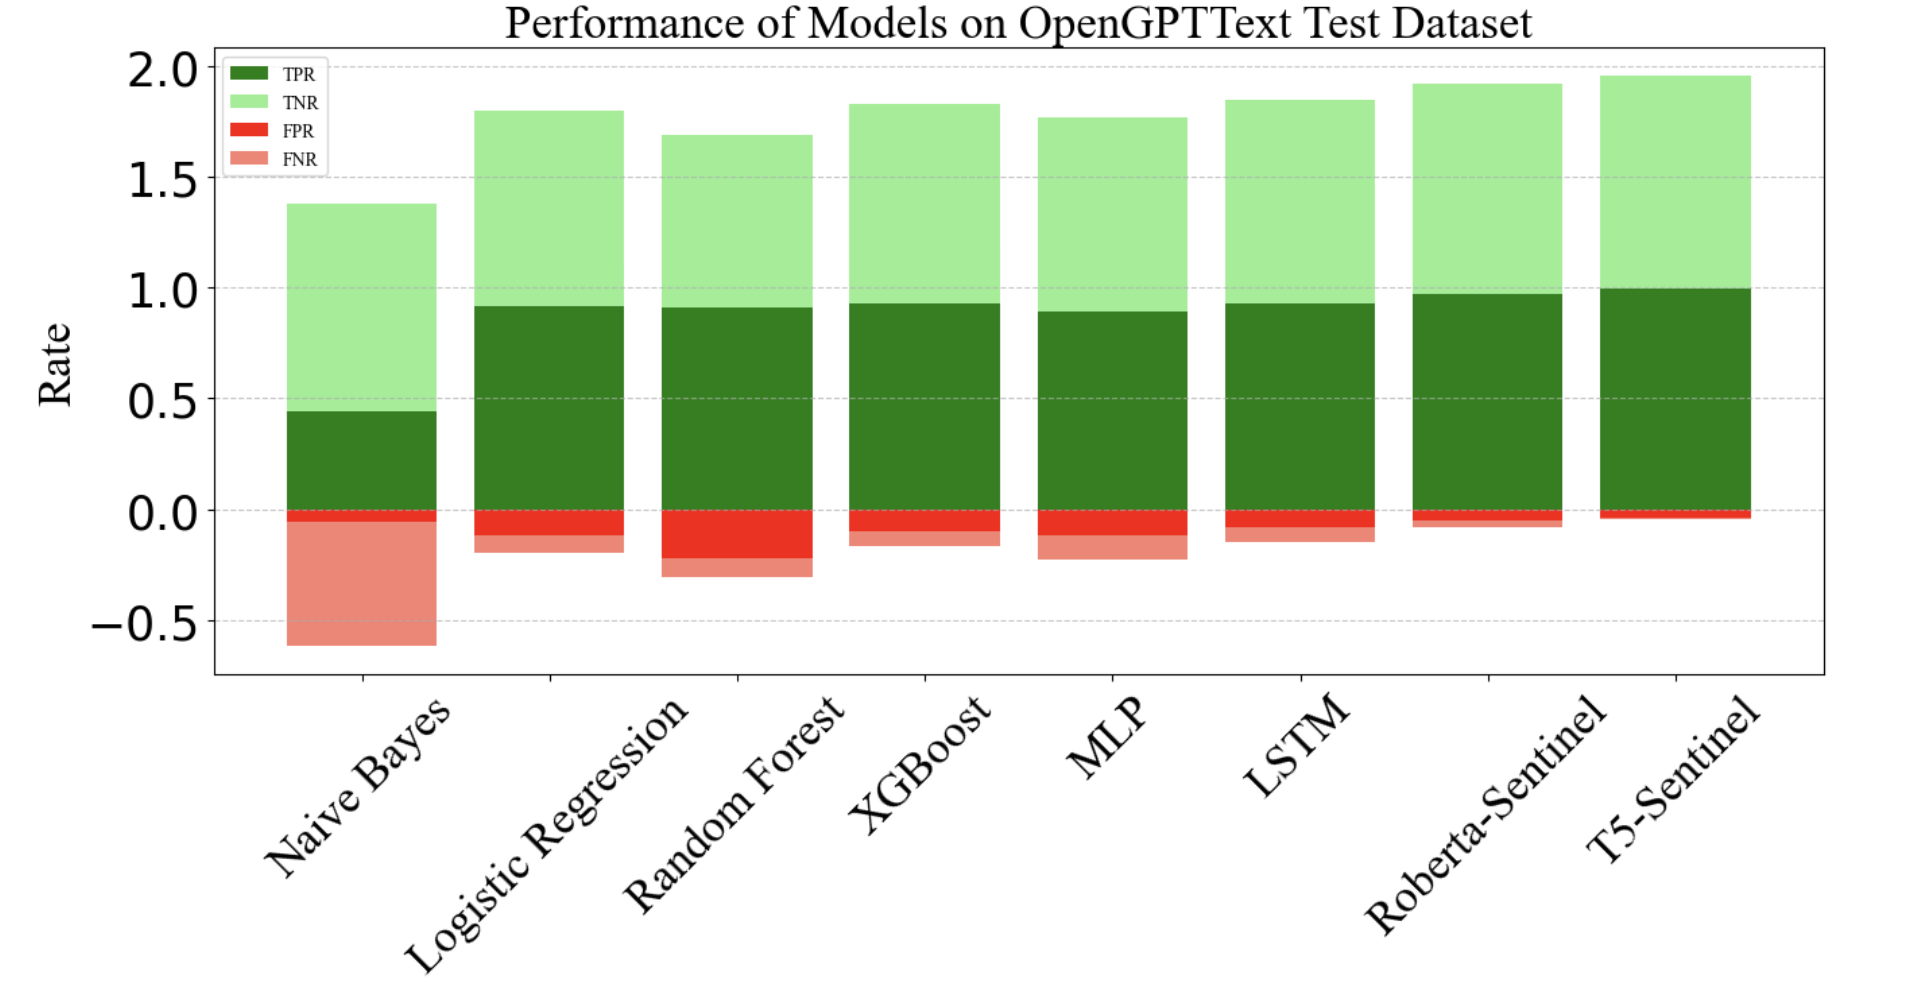 Performance of Models on OpenGPTText Test Dataset
TPR
TNR
FPR
FNR
2.0
1.5
1.0
0.5
0.0
−0.5
Rate
Naive Bayes
Logistic Regression
Random Forest
XGBoost
MLP
LSTM
Roberta-Sentinel
T5-Sentinel